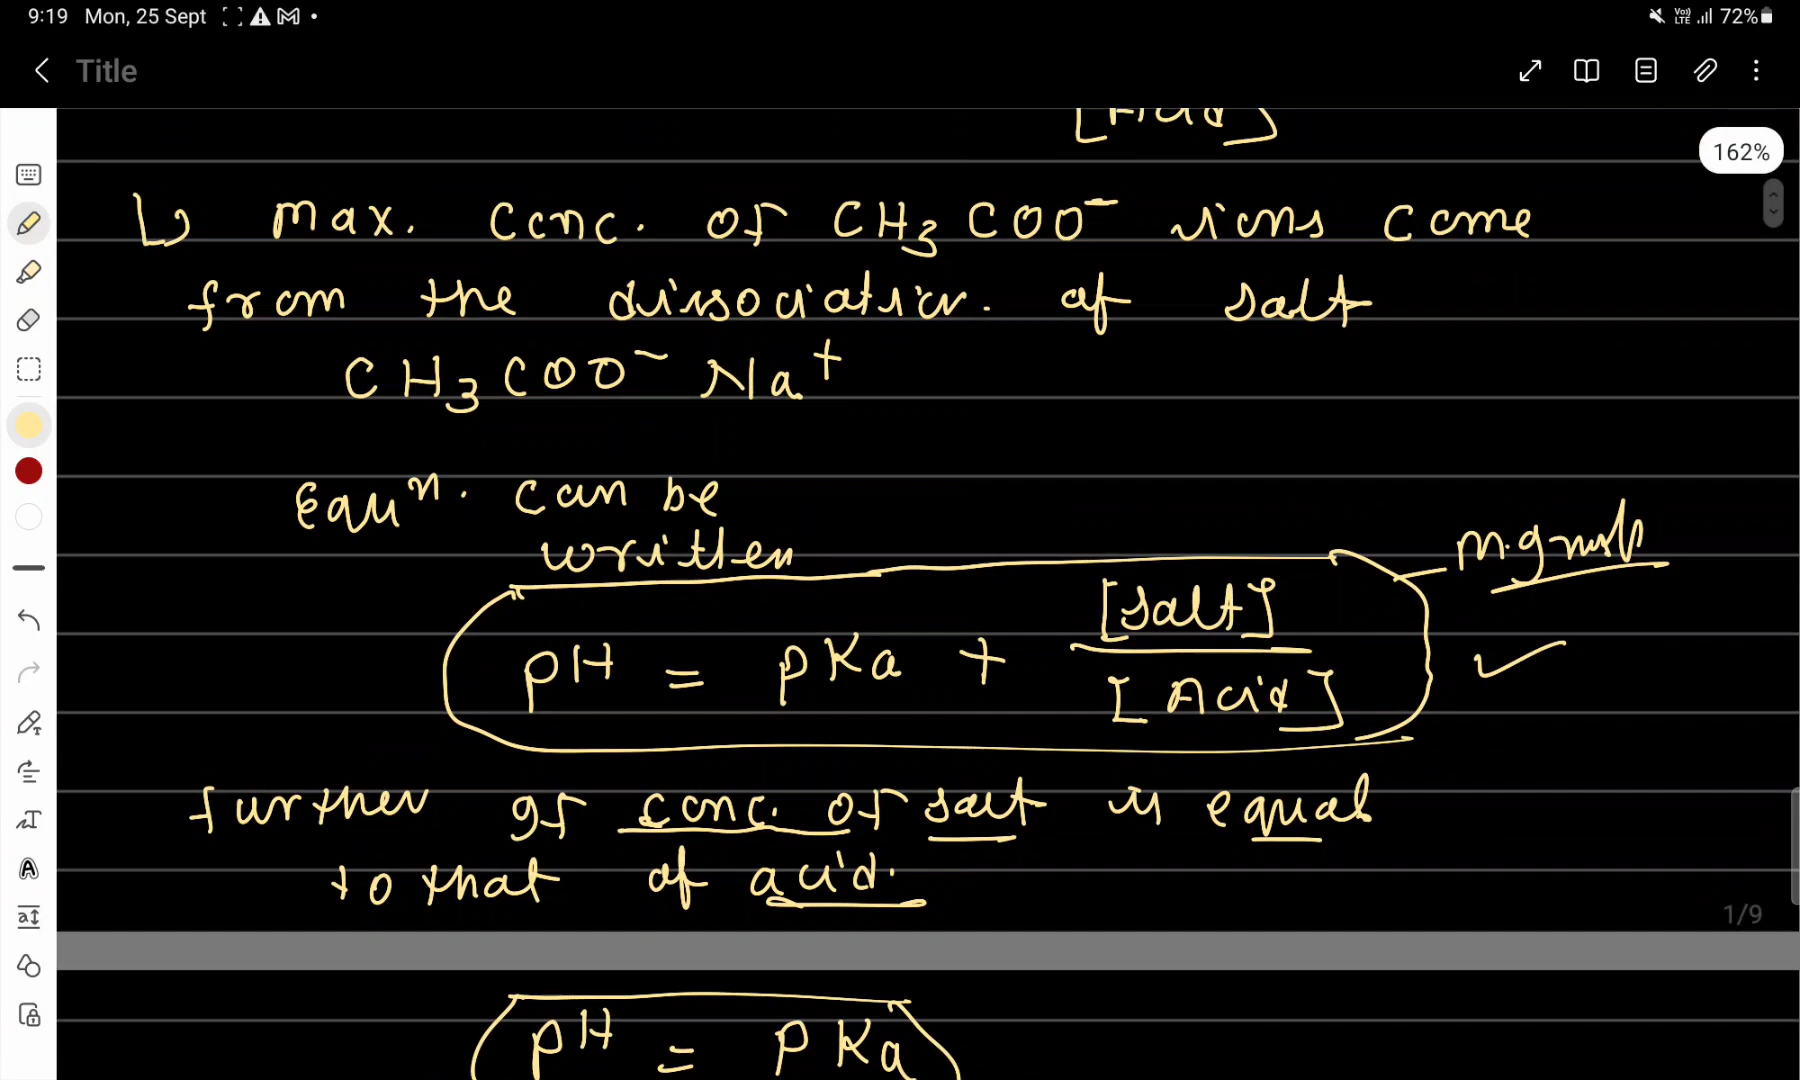 9:19 Mon, 25 Sept
72%
Title
[Acid]
162%
Max. Conc. of CH3COO⁻ ions come
from the dissociation. of salt
CH3COO⁻ Na⁺
Equⁿ. can be
written
pH = pKa + [Salt]
[Acid]
further If conc. of salt is equal
to that of acid.
1/9
pH = pKa